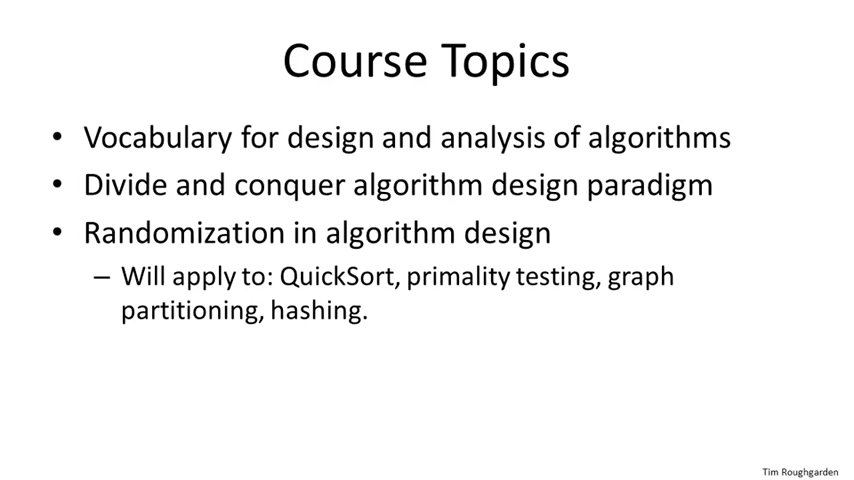 Course Topics
• Vocabulary for design and analysis of algorithms
• Divide and conquer algorithm design paradigm
• Randomization in algorithm design
– Will apply to: QuickSort, primality testing, graph
partitioning, hashing.
Tim Roughgarden